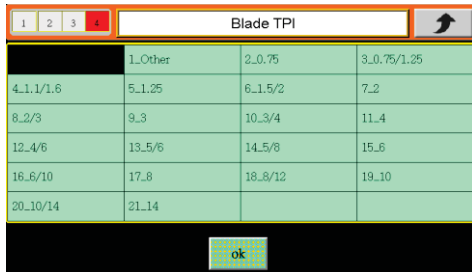 1 2 3 4 Blade TPI
1_Other 2_0.75 3_0.75/1.25
4_1.1/1.6 5_1.25 6_1.5/2 7_2
8_2/3 9_3 10_3/4 11_4
12_4/6 13_5/6 14_5/8 15_6
16_6/10 17_8 18_8/12 19_10
20_10/14 21_14
ok